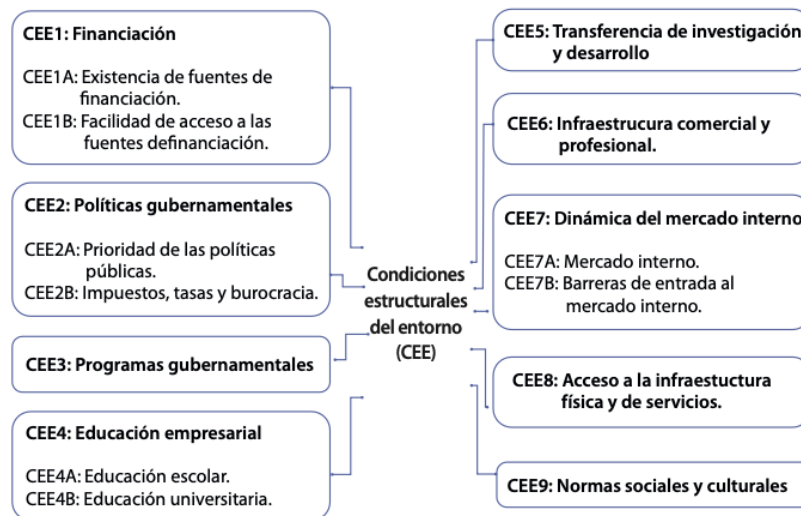 CEE1: Financiación
CEE1A: Existencia de fuentes de
financiación.
CEE1B: Facilidad de acceso a las
fuentes definanciación.
CEE2: Políticas gubernamentales
CEE2A: Prioridad de las políticas
públicas.
CEE2B: Impuestos, tasas y burocracia.
CEE3: Programas gubernamentales
CEE4: Educación empresarial
CEE4A: Educación escolar.
CEE4B: Educación universitaria.
Condiciones
estructurales
del entorno
(CEE)
CEE5: Transferencia de investigación
y desarrollo
CEE6: Infraestrucura comercial y
profesional.
CEE7: Dinámica del mercado interno
CEE7A: Mercado interno.
CEE7B: Barreras de entrada al
mercado interno.
CEE8: Acceso a la infraestuctura
física y de servicios.
CEE9: Normas sociales y culturales